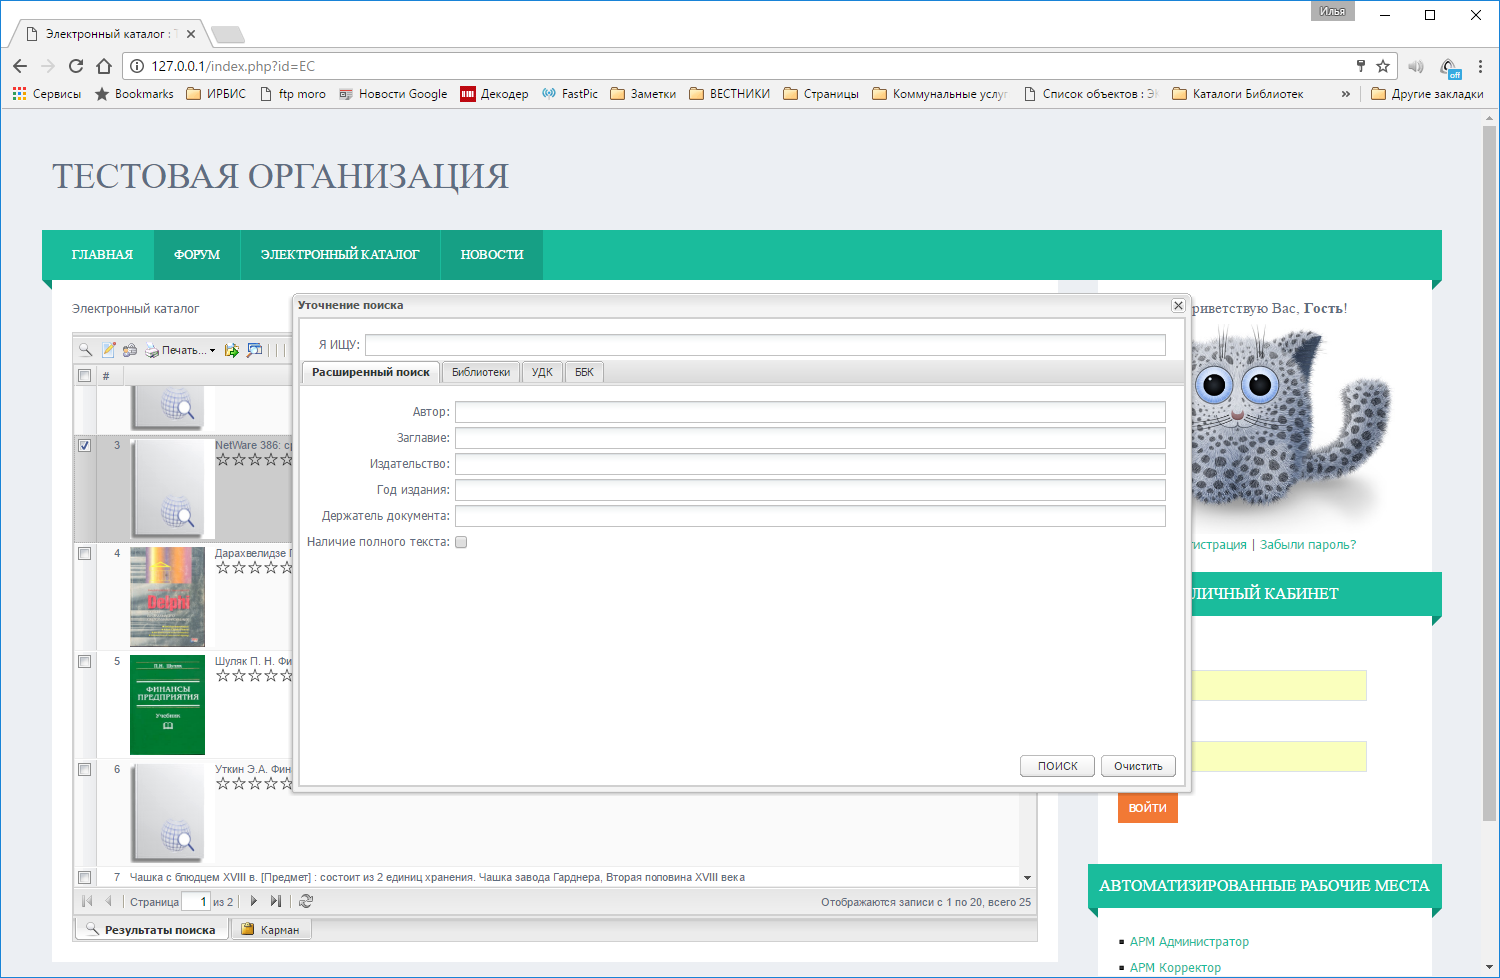 Илья
Электронный каталог : Т
127.0.0.1/index.php?id=EC
off
Сервисы Bookmarks ИРБИС ftp moro Новости Google Декодер FastPic Заметки ВЕСТНИКИ Страницы Коммунальные услуг Список объектов : Каталоги Библиотек » Другие закладки
ТЕСТОВАЯ ОРГАНИЗАЦИЯ
ГЛАВНАЯ ФОРУМ ЭЛЕКТРОННЫЙ КАТАЛОГ НОВОСТИ
Электронный каталог
Уточнение поиска
риветствую Вас, Гость!
Я ИЩУ:
Печать...
Расширенный поиск Библиотеки УДК ББК
#
Автор:
Заглавие:
Издательство:
Год издания:
Держатель документа:
Наличие полного текста:
ПОИСК Очистить
3 NetWare 386: с
4 Дарахвелидзе П
Delphi
5 Шуляк П. Н. Фи
П.Н. Шуляк
ФИНАНСЫ
ПРЕДПРИЯТИЯ
Учебник
6 Уткин Э.А. Фин
7 Чашка с блюдцем XVIII в. [Предмет] : состоит из 2 единиц хранения. Чашка завода Гарднера, Вторая половина XVIII века
Страница 1 из 2 Отображаются записи с 1 по 20, всего 25
Результаты поиска Карман
гистрация | Забыли пароль?
ЛИЧНЫЙ КАБИНЕТ
ВОЙТИ
АВТОМАТИЗИРОВАННЫЕ РАБОЧИЕ МЕСТА
АРМ Администратор
АРМ Корректор